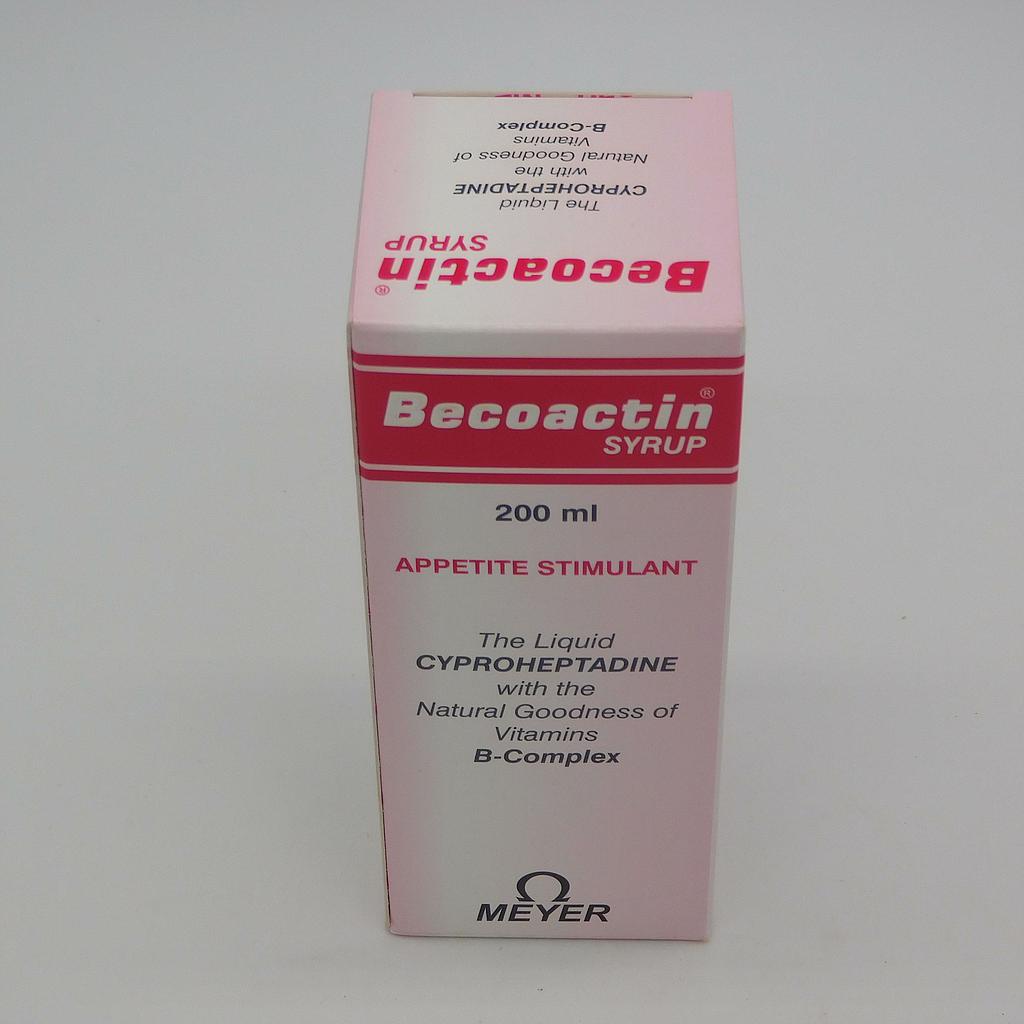 B-Complex
Vitamins
Natural Goodness of
with the
CYPROHEPTADINE
The Liquid
SYRUP
Becoactin®
Becoactin®
SYRUP
200 ml
APPETITE STIMULANT
The Liquid
CYPROHEPTADINE
with the
Natural Goodness of
Vitamins
B-Complex
MEYER